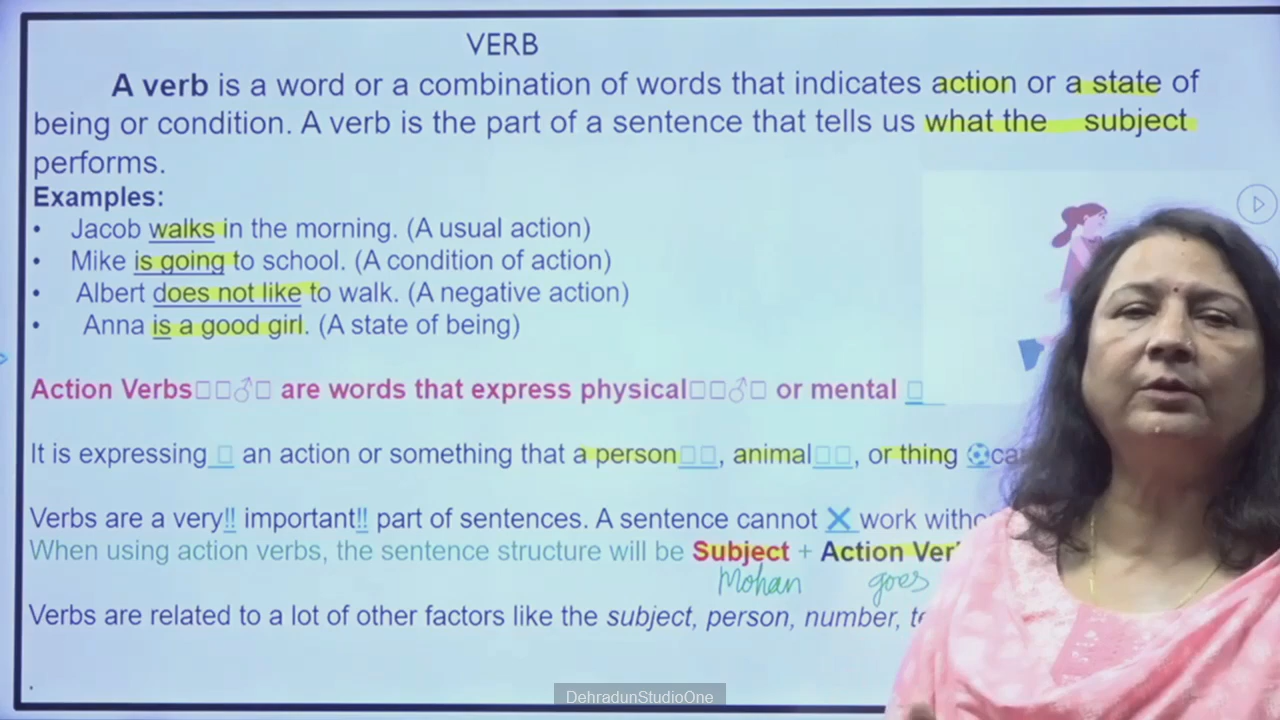 VERB
A verb is a word or a combination of words that indicates action or a state of
being or condition. A verb is the part of a sentence that tells us what the subject
performs.
Examples:
• Jacob walks in the morning. (A usual action)
• Mike is going to school. (A condition of action)
• Albert does not like to walk. (A negative action)
• Anna is a good girl. (A state of being)
Action Verbs are words that express physical or mental
It is expressing an action or something that a person, animal, or thing
Verbs are a very!! important!! part of sentences. A sentence cannot ❌ work
When using action verbs, the sentence structure will be Subject + Action
Mohan goes
Verbs are related to a lot of other factors like the subject, person, number,
DehradunStudioOne